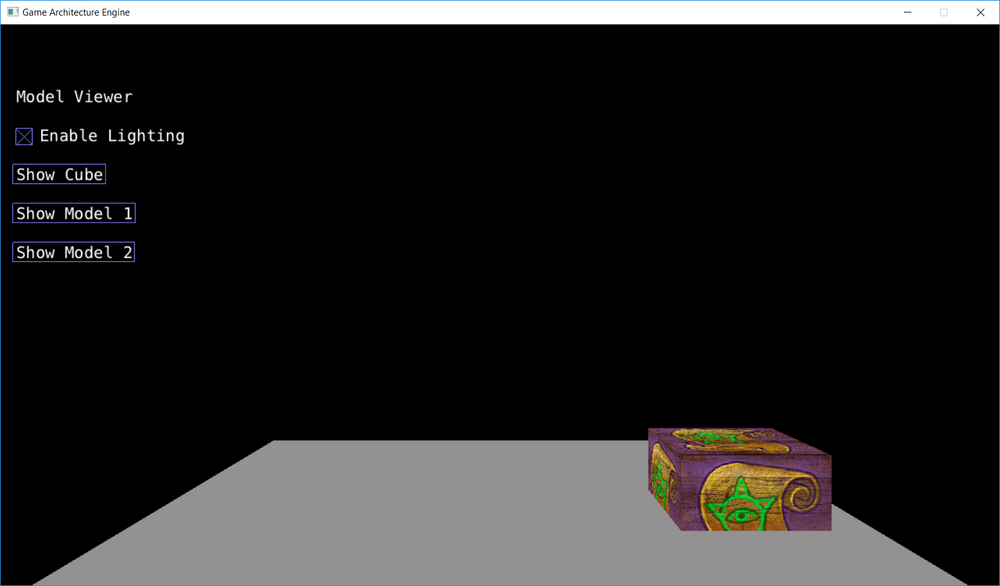 Game Architecture Engine
Model Viewer
Enable Lighting
Show Cube
Show Model 1
Show Model 2